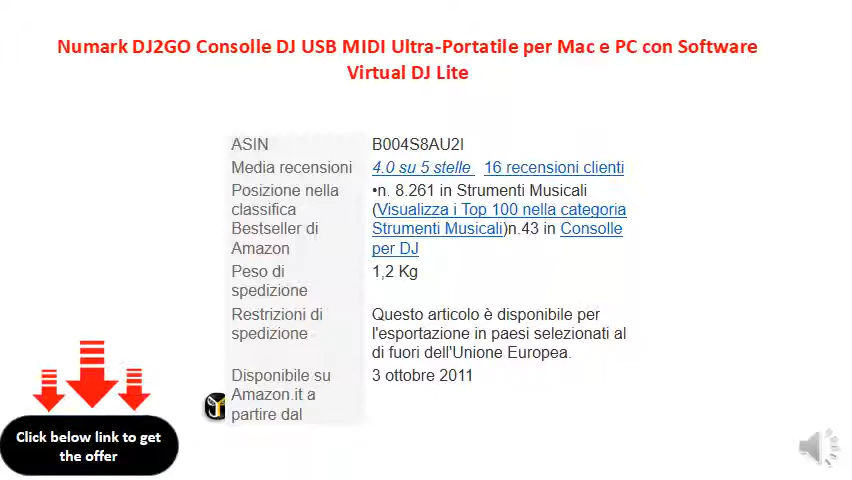 Numark DJ2GO Consolle DJ USB MIDI Ultra-Portatile per Mac e PC con Software
Virtual DJ Lite
ASIN B004S8AU2I
Media recensioni 4.0 su 5 stelle 16 recensioni clienti
Posizione nella •n. 8.261 in Strumenti Musicali
classifica (Visualizza i Top 100 nella categoria
Bestseller di Strumenti Musicali)n.43 in Consolle
Amazon per DJ
Peso di 1,2 Kg
spedizione
Restrizioni di Questo articolo è disponibile per
spedizione l'esportazione in paesi selezionati al
di fuori dell'Unione Europea.
Disponibile su 3 ottobre 2011
Amazon.it a
partire dal
Click below link to get
the offer